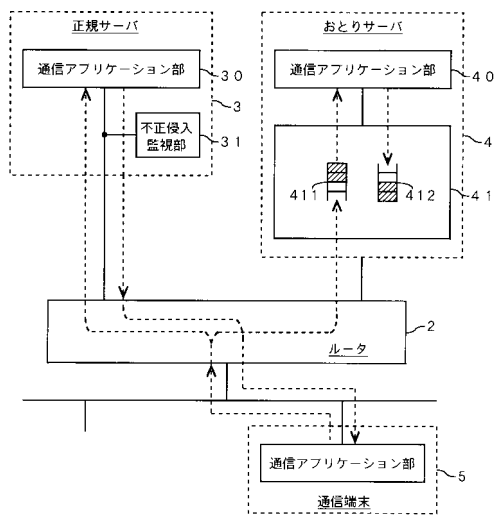 正規サーバ
通信アプリケーション部
30
3
不正侵入
監視部
31
おとりサーバ
通信アプリケーション部
40
4
411
412
41
2
ルータ
通信アプリケーション部
5
通信端末